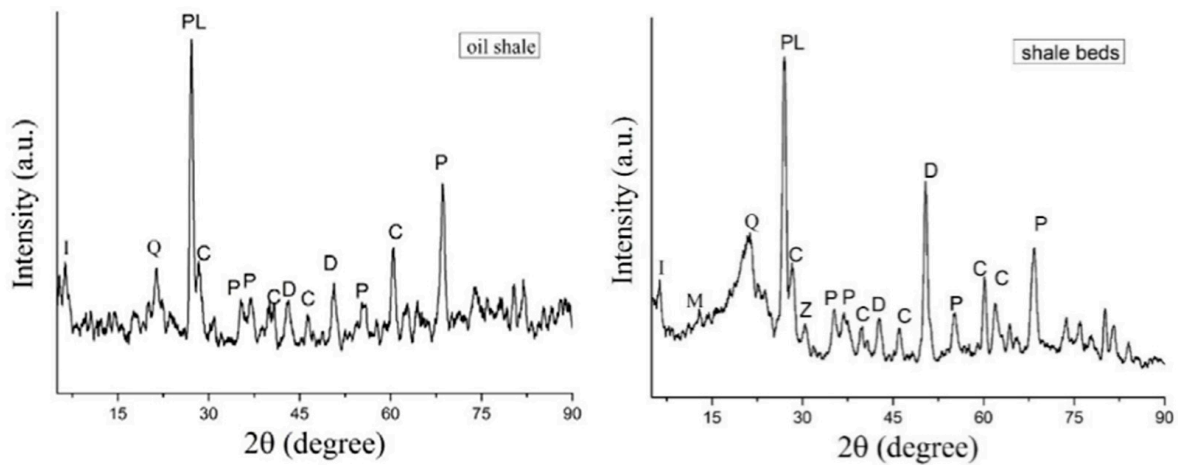 oil shale
Intensity (a.u.)
I
Q
PL
C
P
P
C
D
C
D
P
C
P
15
30
45
60
75
90
2θ (degree)
shale beds
Intensity (a.u.)
I
M
Q
PL
C
Z
P
P
C
D
C
D
P
C
C
P
15
30
45
60
75
90
2θ (degree)